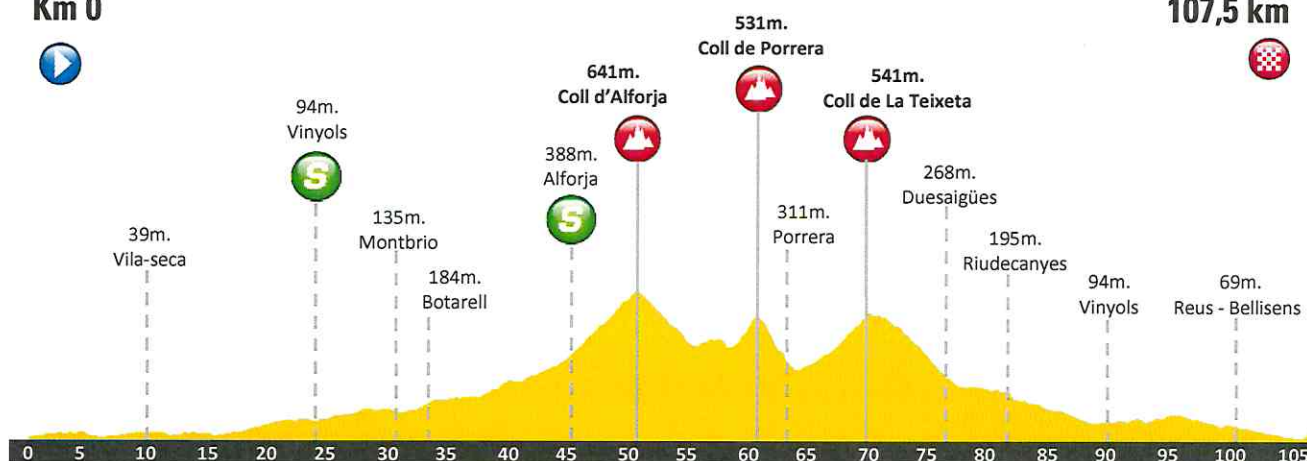 Km 0
107,5 km
531m.
Coll de Porrera
641m.
Coll d'Alforja
541m.
Coll de La Teixeta
94m.
Vinyols
S
388m.
Alforja
S
268m.
Duesaigües
135m.
Montbrio
311m.
Porrera
39m.
Vila-seca
195m.
Riudecanyes
184m.
Botarell
94m.
Vinyols
69m.
Reus - Bellisens
0 5 10 15 20 25 30 35 40 45 50 55 60 65 70 75 80 85 90 95 100 105